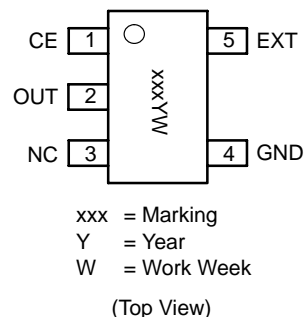 CE 1 5 EXT
OUT 2
xxxYW
NC 3 4 GND
xxx = Marking
Y = Year
W = Work Week
(Top View)